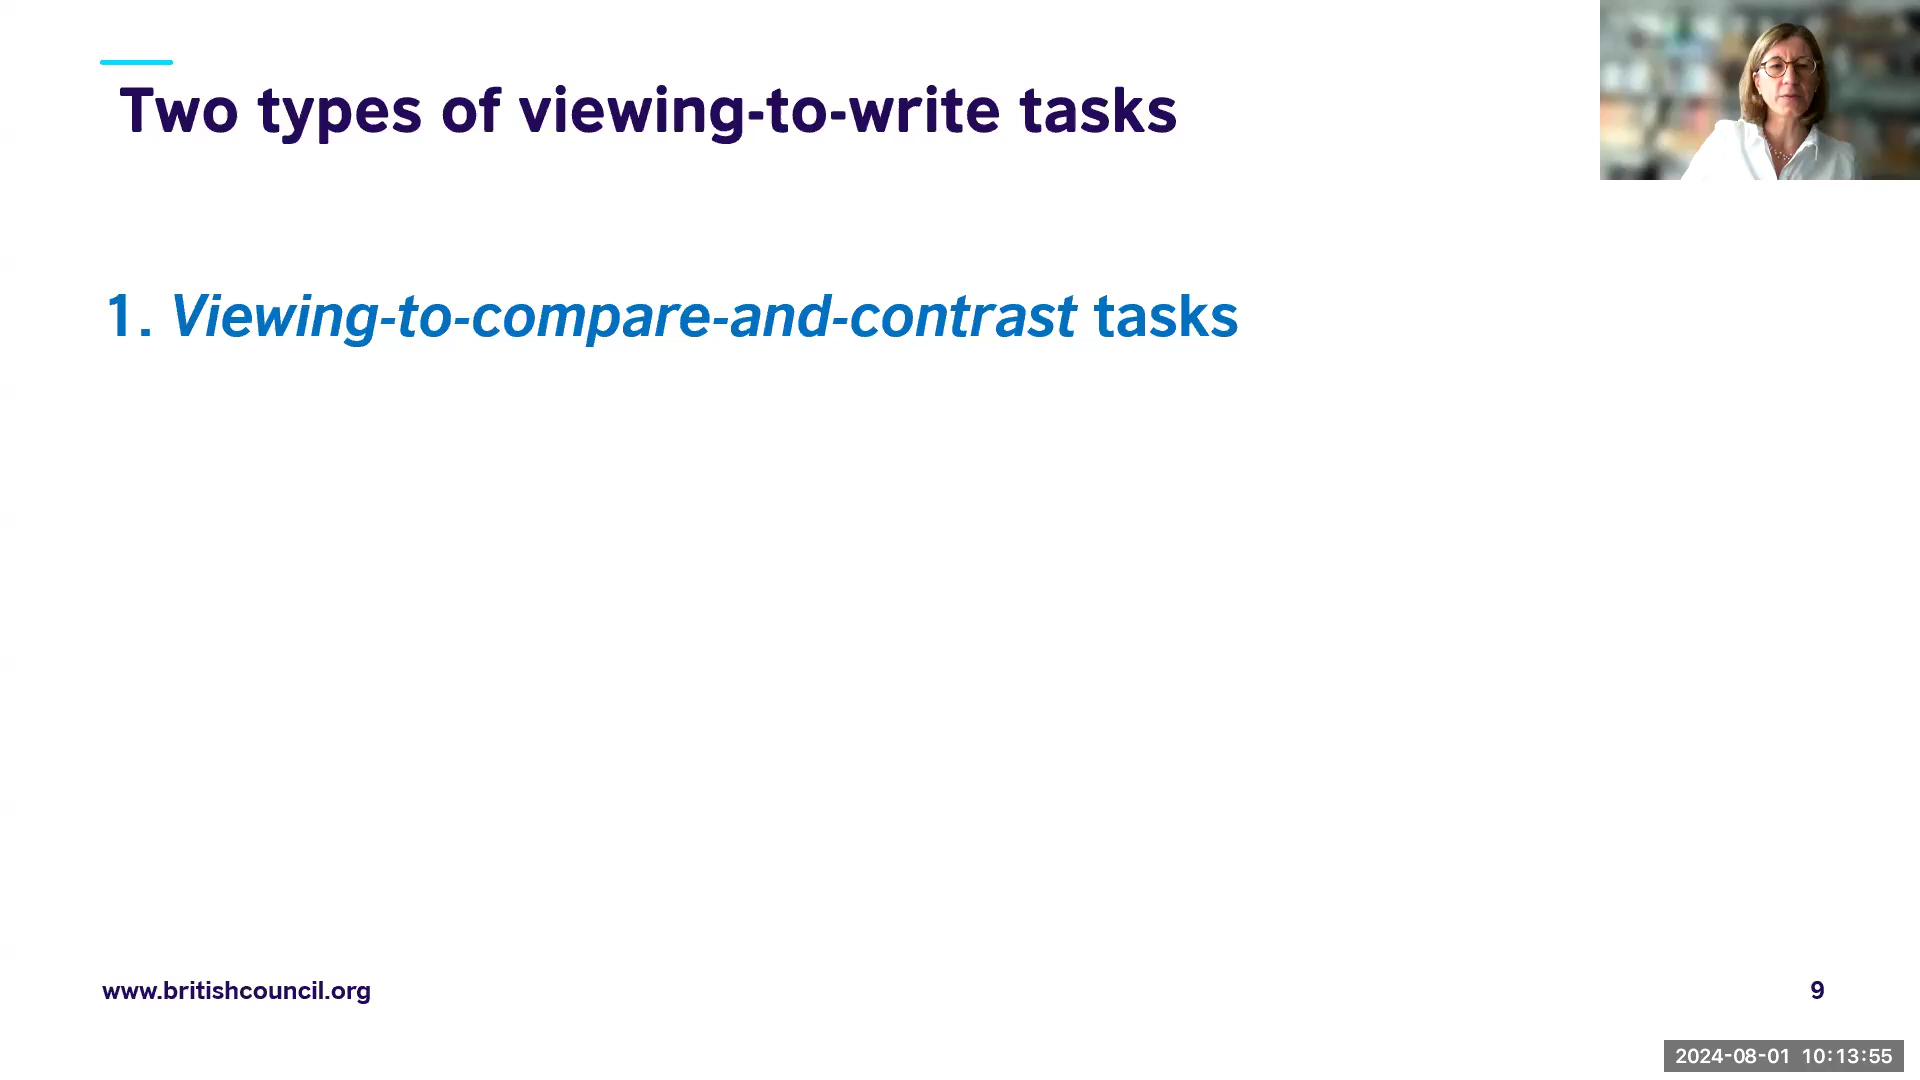 Two types of viewing-to-write tasks
1. Viewing-to-compare-and-contrast tasks
www.britishcouncil.org
9
2024-08-01 10:13:55